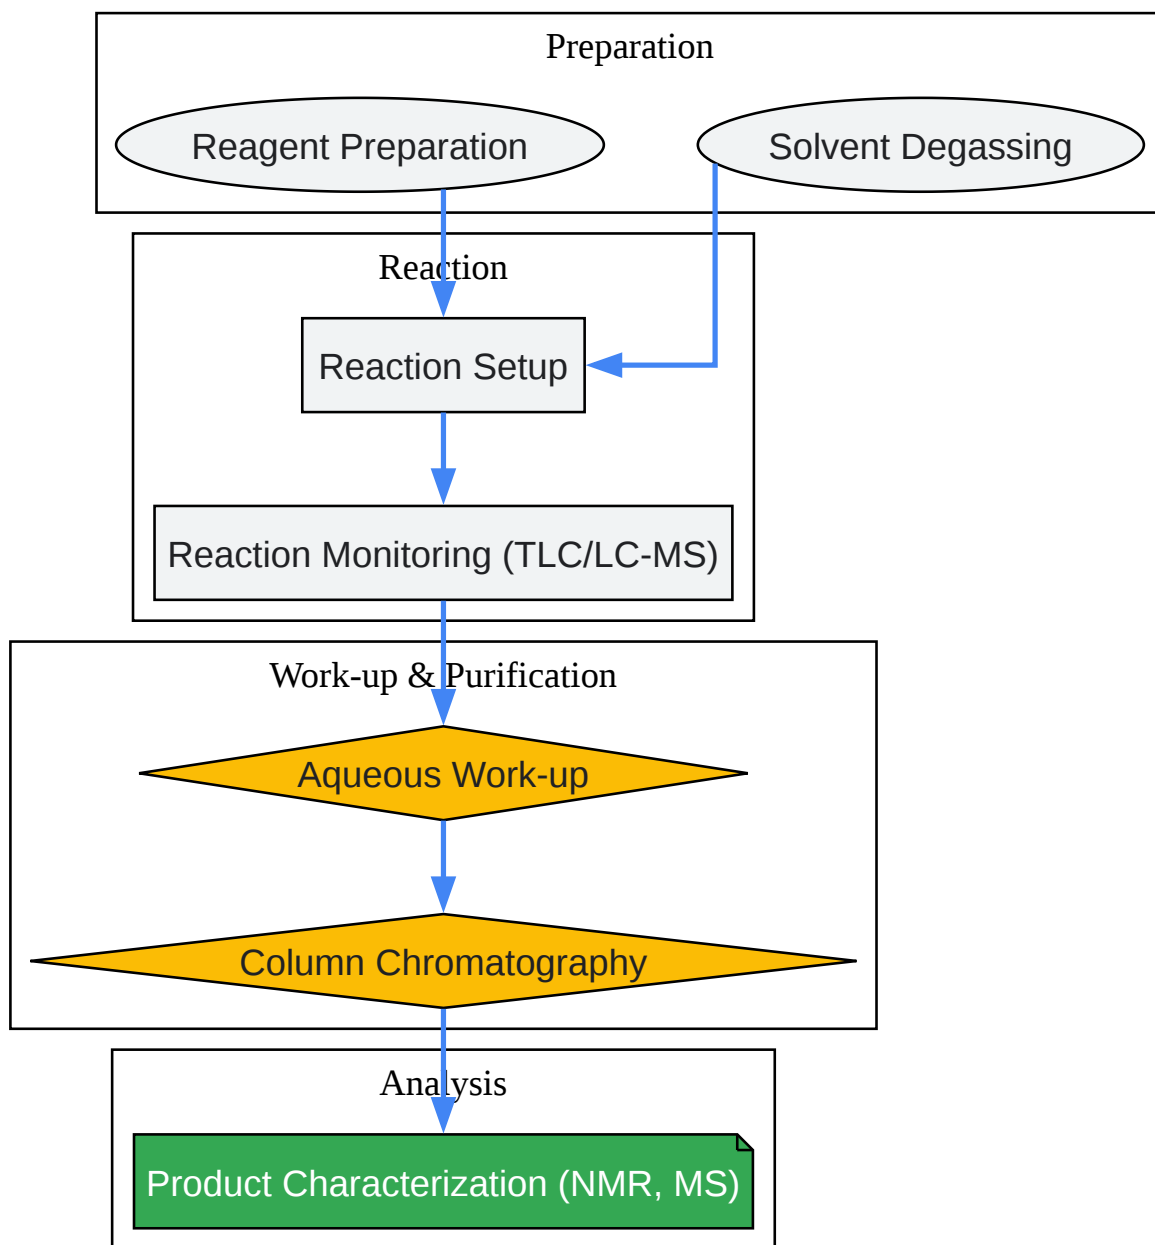 Preparation
Reagent Preparation
Solvent Degassing
Reaction
Reaction Setup
Reaction Monitoring (TLC/LC-MS)
Work-up & Purification
Aqueous Work-up
Column Chromatography
Analysis
Product Characterization (NMR, MS)